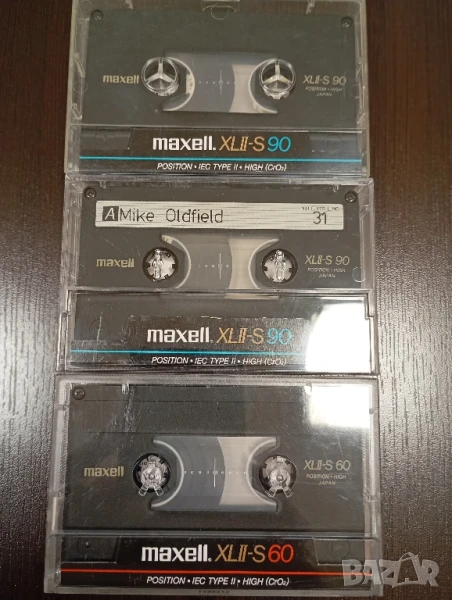 maxell XLII-S 90
POSITION • HIGH
JAPAN
maxell. XLII-S 90
POSITION • IEC TYPE II • HIGH (CrO₂)
A Mike Oldfield 31
maxell XLII-S 90
POSITION • HIGH
JAPAN
maxell. XLII-S 90
POSITION • IEC TYPE II • HIGH (CrO₂)
maxell XLII-S 60
POSITION • HIGH
JAPAN
maxell. XLII-S 60
POSITION • IEC TYPE II • HIGH (CrO₂)
BAZAR